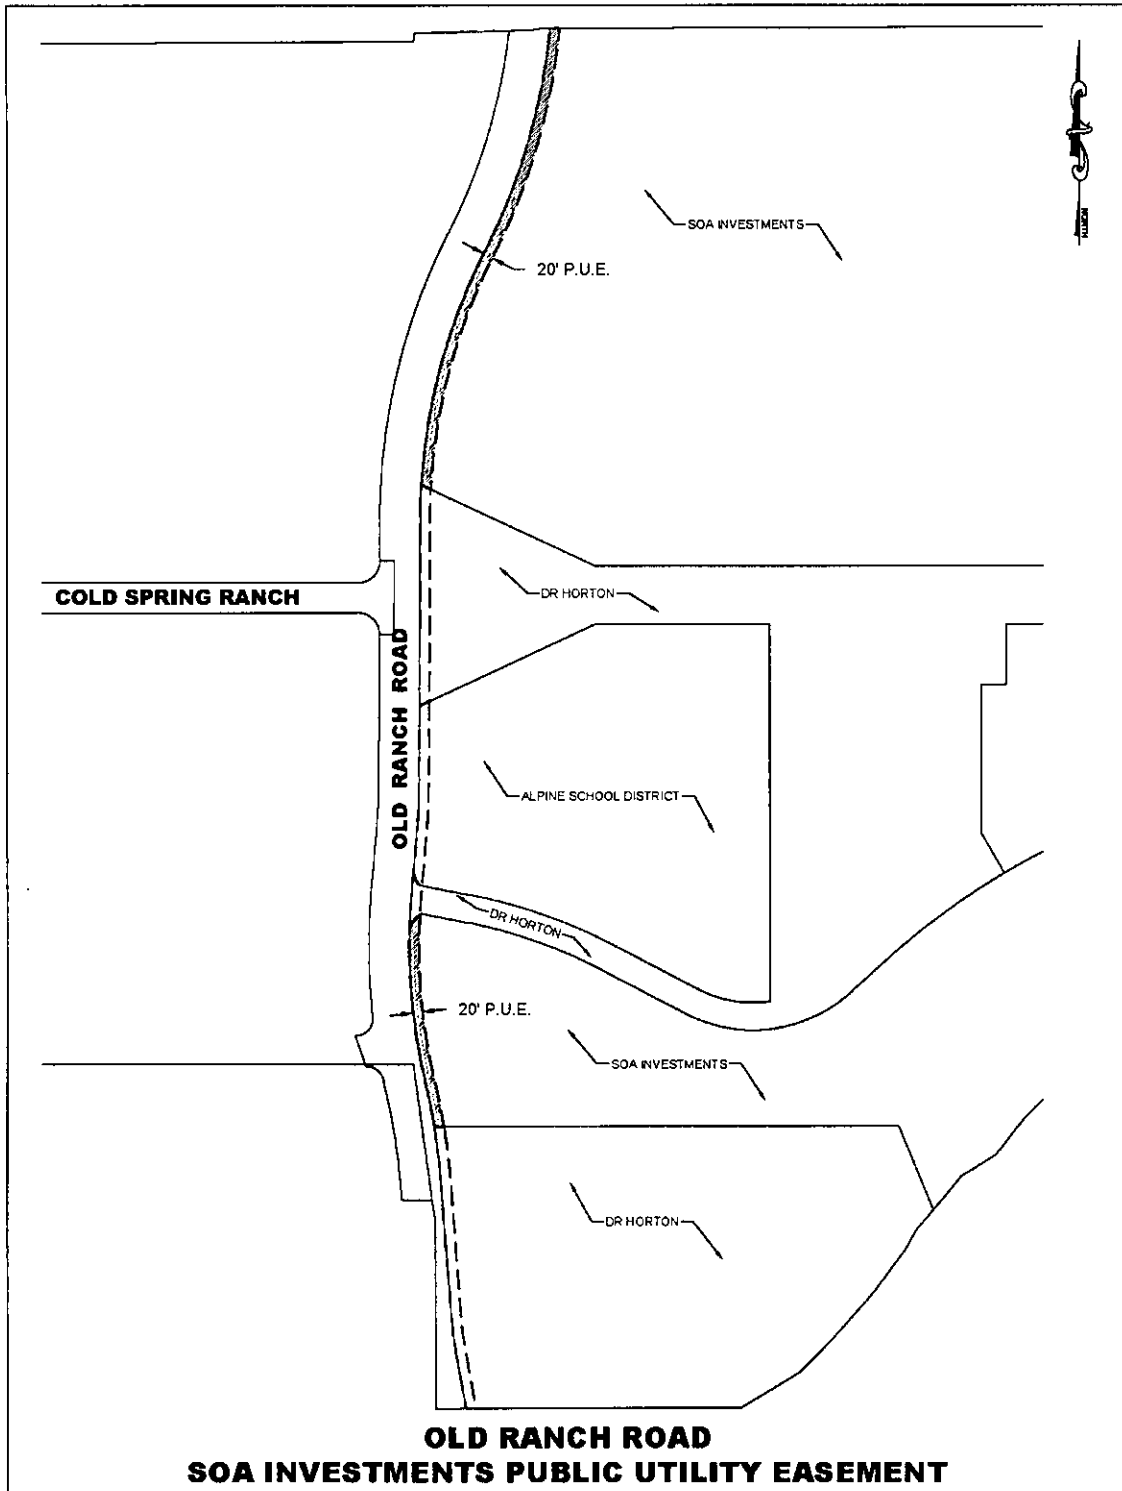 NORTH
SOA INVESTMENTS
20' P.U.E.
DR HORTON
COLD SPRING RANCH
OLD RANCH ROAD
ALPINE SCHOOL DISTRICT
DR HORTON
20' P.U.E.
SOA INVESTMENTS
DR HORTON
OLD RANCH ROAD
SOA INVESTMENTS PUBLIC UTILITY EASEMENT